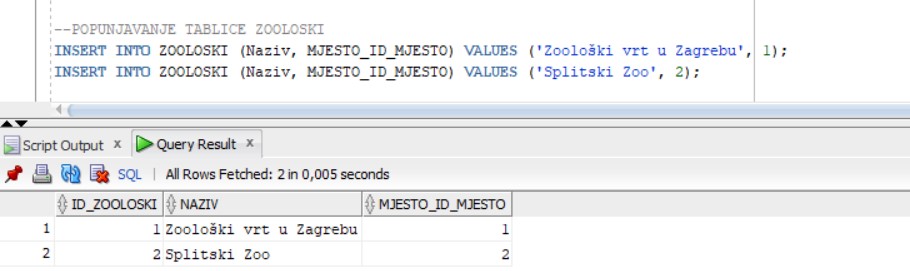 --POPUNJAVANJE TABLICE ZOOLOSKI
INSERT INTO ZOOLOSKI (Naziv, MJESTO_ID_MJESTO) VALUES ('Zoološki vrt u Zagrebu', 1);
INSERT INTO ZOOLOSKI (Naziv, MJESTO_ID_MJESTO) VALUES ('Splitski Zoo', 2);
Script Output x Query Result x
SQL | All Rows Fetched: 2 in 0,005 seconds
ID_ZOOLOSKI NAZIV MJESTO_ID_MJESTO
1 1 Zoološki vrt u Zagrebu 1
2 2 Splitski Zoo 2